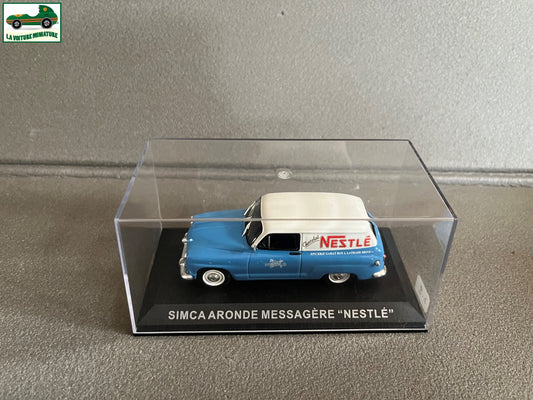 LA VOITURE MINIATURE
Chocolat
NESTLÉ
SIMCA ARONDE MESSAGÈRE “NESTLÉ”